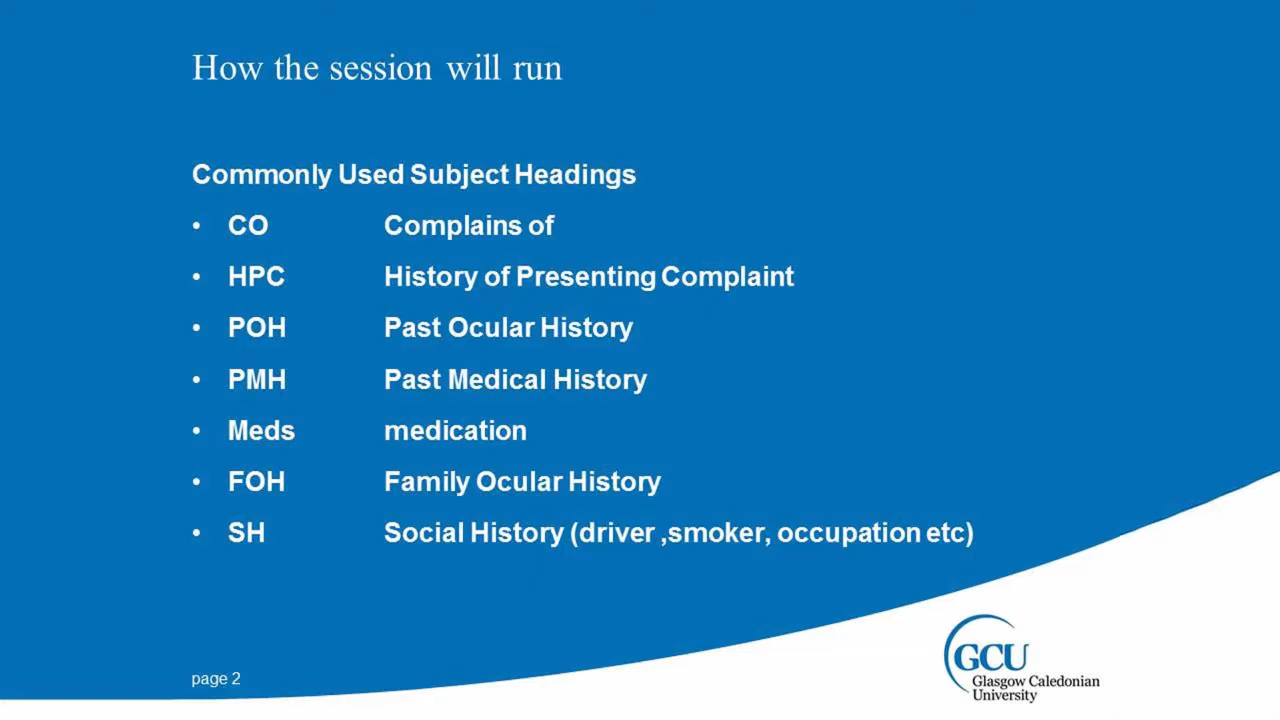 How the session will run
Commonly Used Subject Headings
• CO Complains of
• HPC History of Presenting Complaint
• POH Past Ocular History
• PMH Past Medical History
• Meds medication
• FOH Family Ocular History
• SH Social History (driver ,smoker, occupation etc)
page 2
GCU
Glasgow Caledonian
University